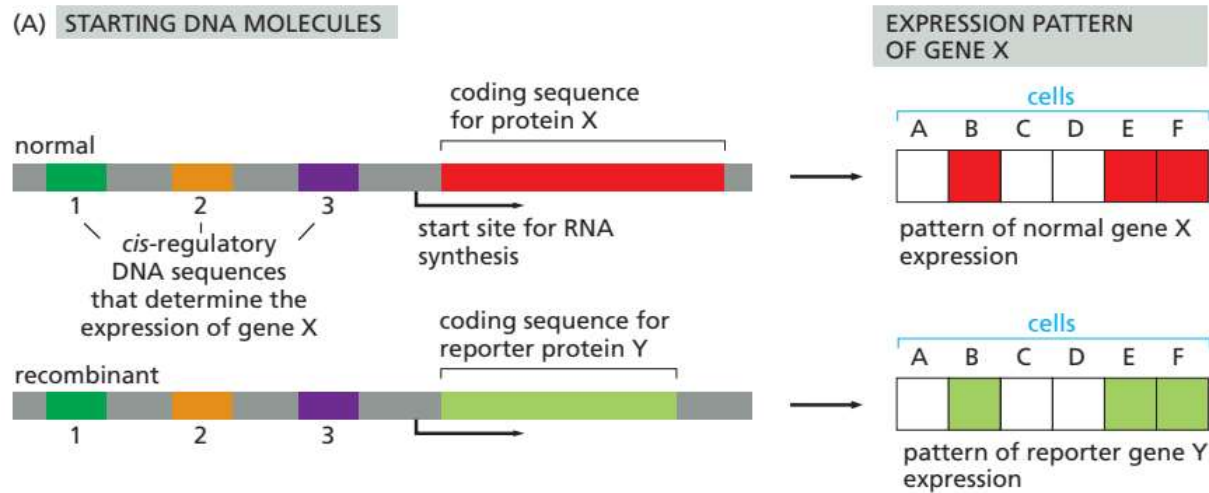 (A) STARTING DNA MOLECULES
EXPRESSION PATTERN
OF GENE X
normal
coding sequence
for protein X
1 2 3
cis-regulatory
DNA sequences
that determine the
expression of gene X
start site for RNA
synthesis
cells
A B C D E F
pattern of normal gene X
expression
recombinant
coding sequence for
reporter protein Y
1 2 3
cells
A B C D E F
pattern of reporter gene Y
expression